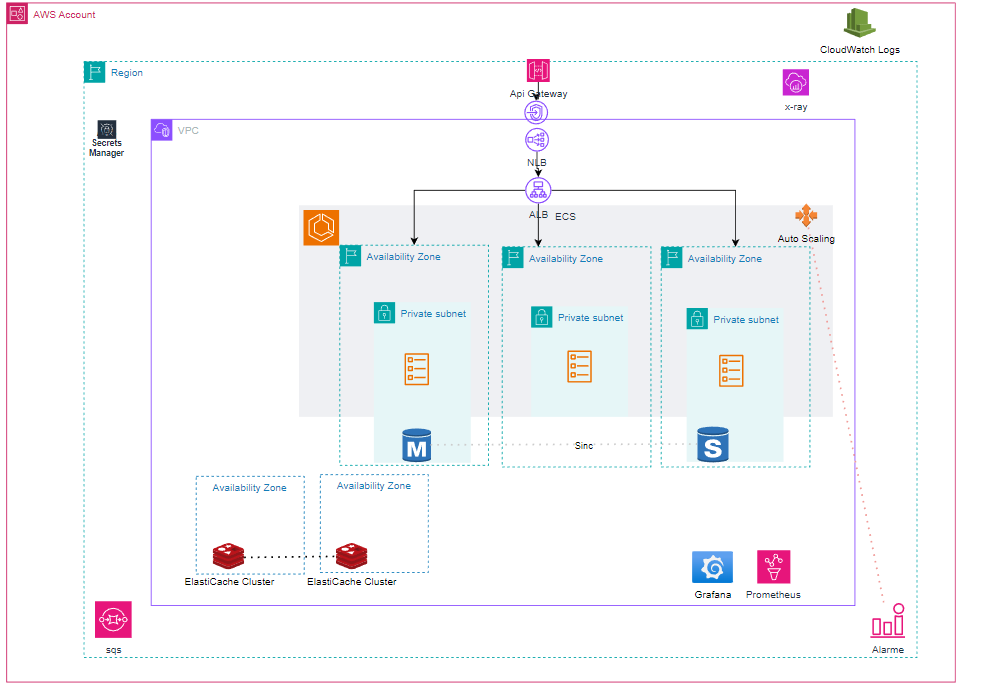 AWS Account
CloudWatch Logs
Region
Api Gateway
x-ray
VPC
Secrets
Manager
NLB
ALB
ECS
Auto Scaling
Availability Zone
Availability Zone
Availability Zone
Private subnet
Private subnet
Private subnet
M
Sinc
S
Availability Zone
Availability Zone
ElastiCache Cluster
ElastiCache Cluster
Grafana
Prometheus
sqs
Alarme